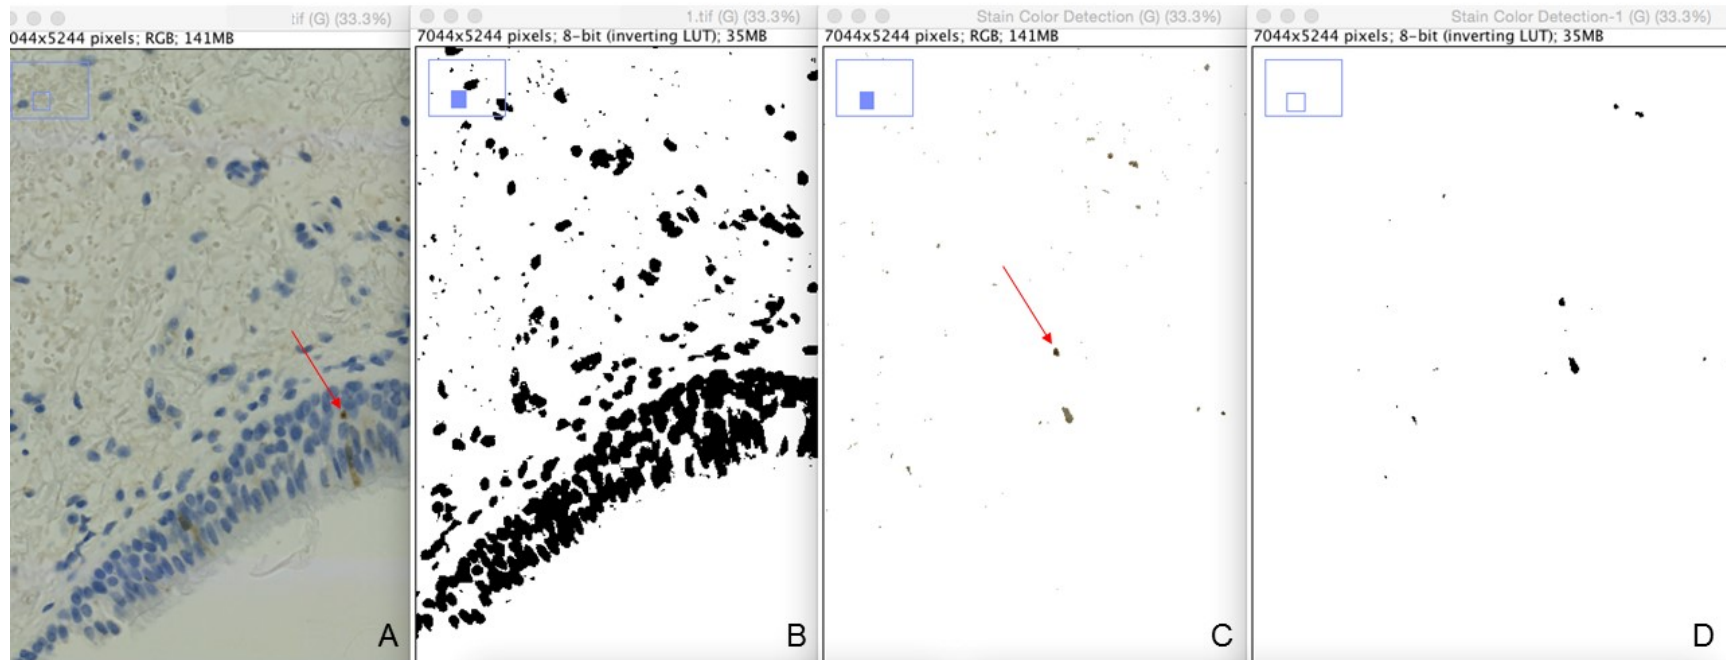 tif (G) (33.3%)
044x5244 pixels; RGB; 141MB
A
1.tif (G) (33.3%)
7044x5244 pixels; 8-bit (inverting LUT); 35MB
B
Stain Color Detection (G) (33.3%)
7044x5244 pixels; RGB; 141MB
C
Stain Color Detection-1 (G) (33.3%)
7044x5244 pixels; 8-bit (inverting LUT); 35MB
D